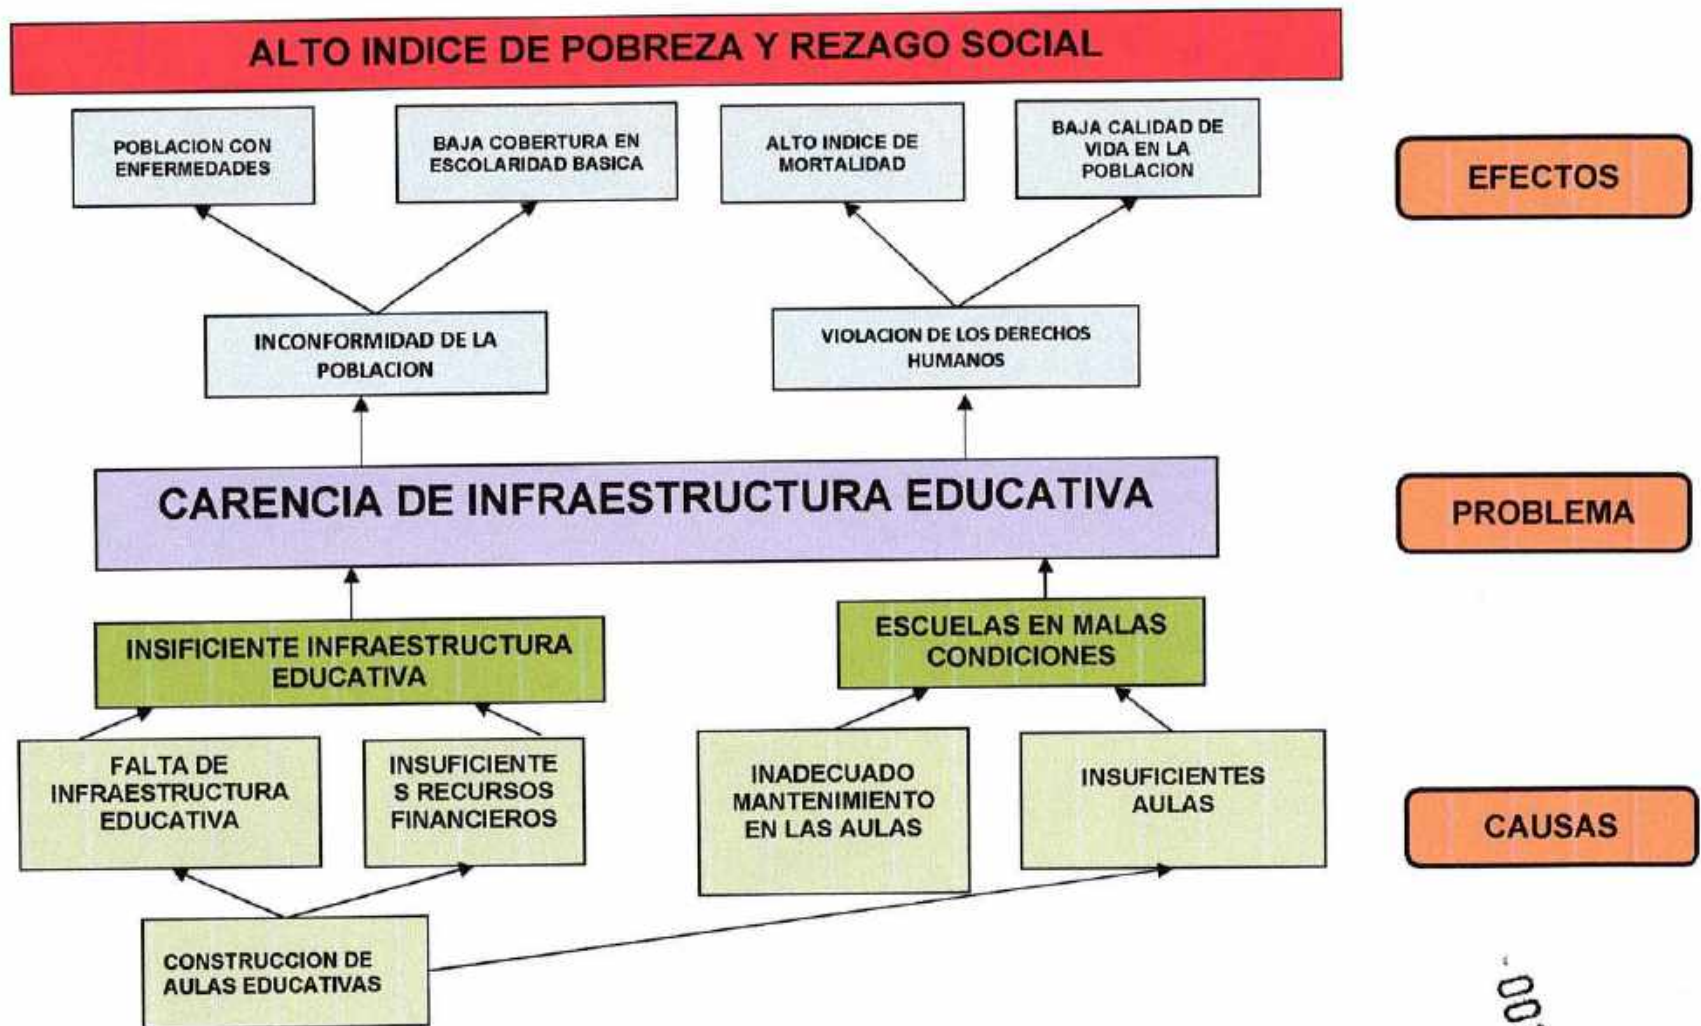 ALTO INDICE DE POBREZA Y REZAGO SOCIAL
POBLACION CON
ENFERMEDADES
BAJA COBERTURA EN
ESCOLARIDAD BASICA
ALTO INDICE DE
MORTALIDAD
BAJA CALIDAD DE
VIDA EN LA
POBLACION
EFECTOS
INCONFORMIDAD DE LA
POBLACION
VIOLACION DE LOS DERECHOS
HUMANOS
CARENCIA DE INFRAESTRUCTURA EDUCATIVA
PROBLEMA
INSIFICIENTE INFRAESTRUCTURA
EDUCATIVA
ESCUELAS EN MALAS
CONDICIONES
FALTA DE
INFRAESTRUCTURA
EDUCATIVA
INSUFICIENTE
S RECURSOS
FINANCIEROS
INADECUADO
MANTENIMIENTO
EN LAS AULAS
INSUFICIENTES
AULAS
CAUSAS
CONSTRUCCION DE
AULAS EDUCATIVAS